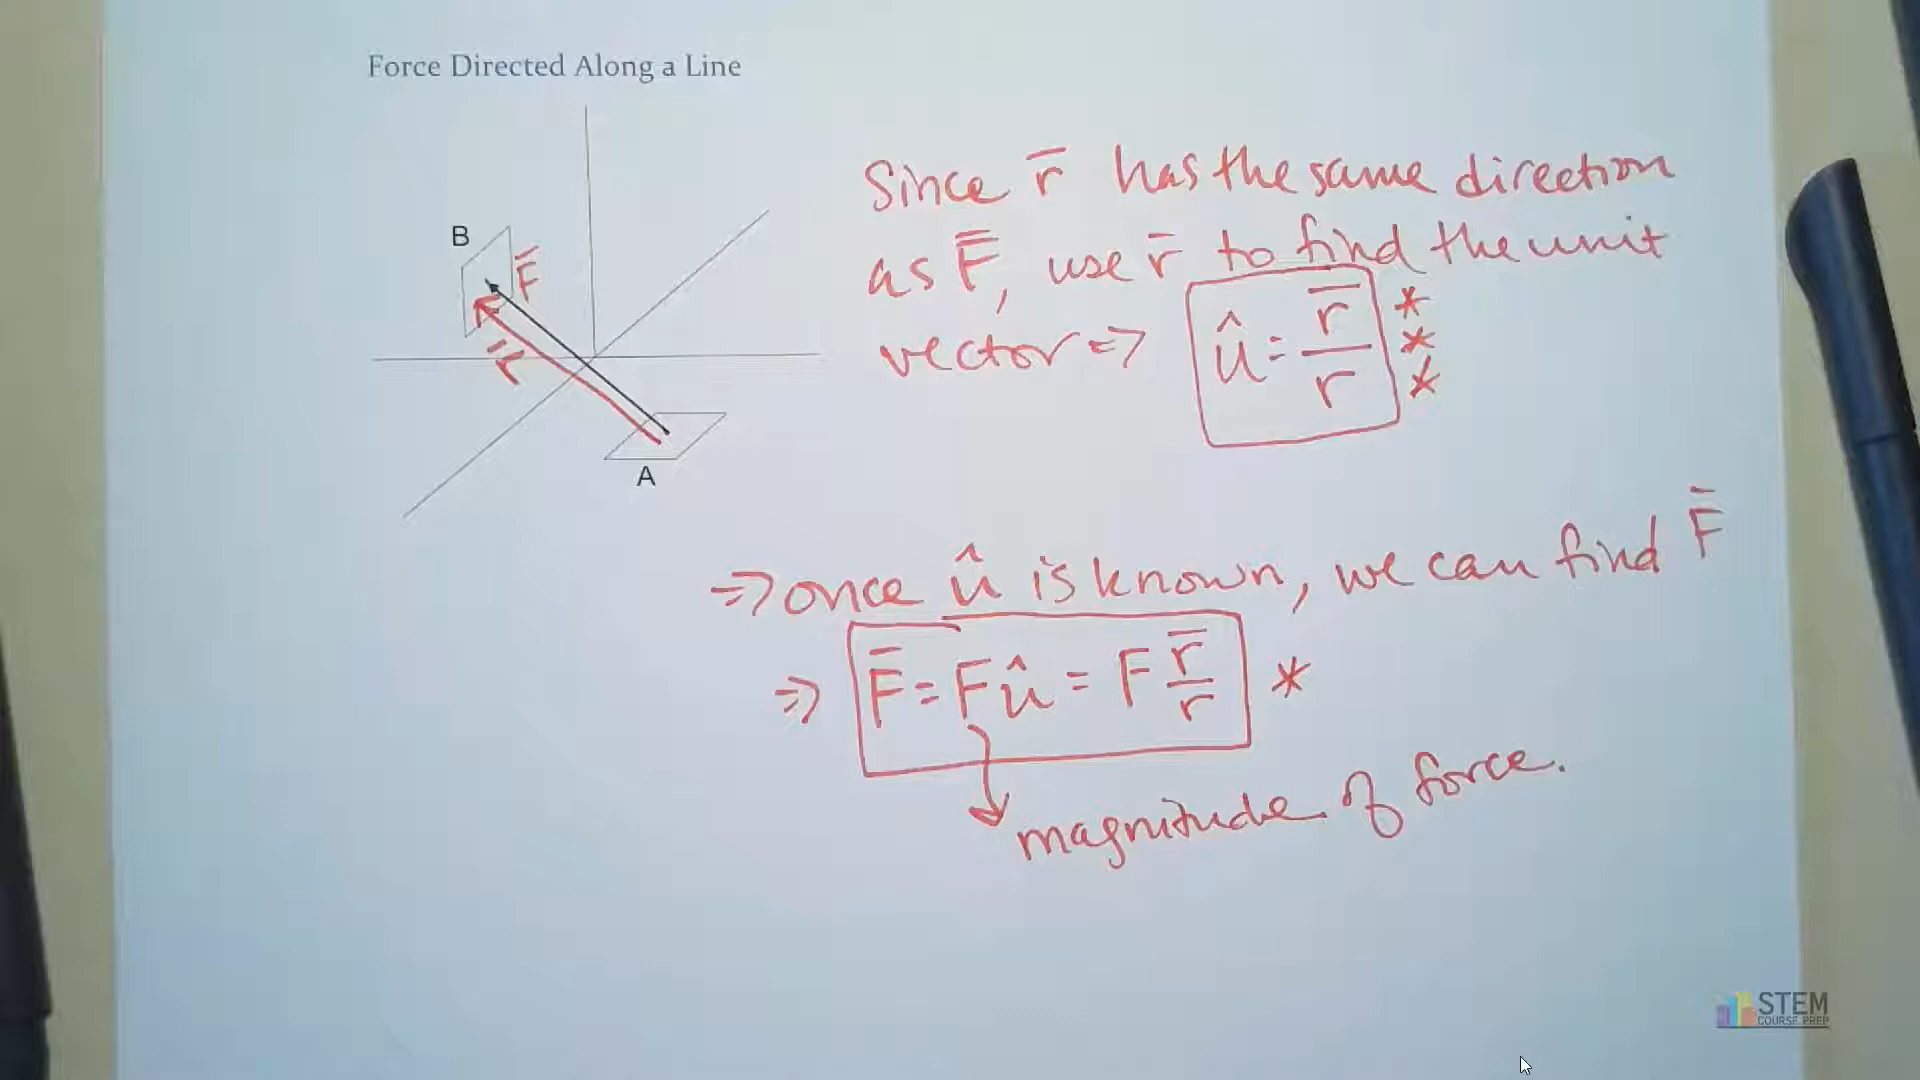 Force Directed Along a Line
B
F̄
r̄
A
Since r̄ has the same direction
as F̄, use r̄ to find the unit
vector => û = r̄/r ***
=> once û is known, we can find F̄
=> F̄ = Fû = F r̄/r *
magnitude of force.
STEM
COURSE PREP